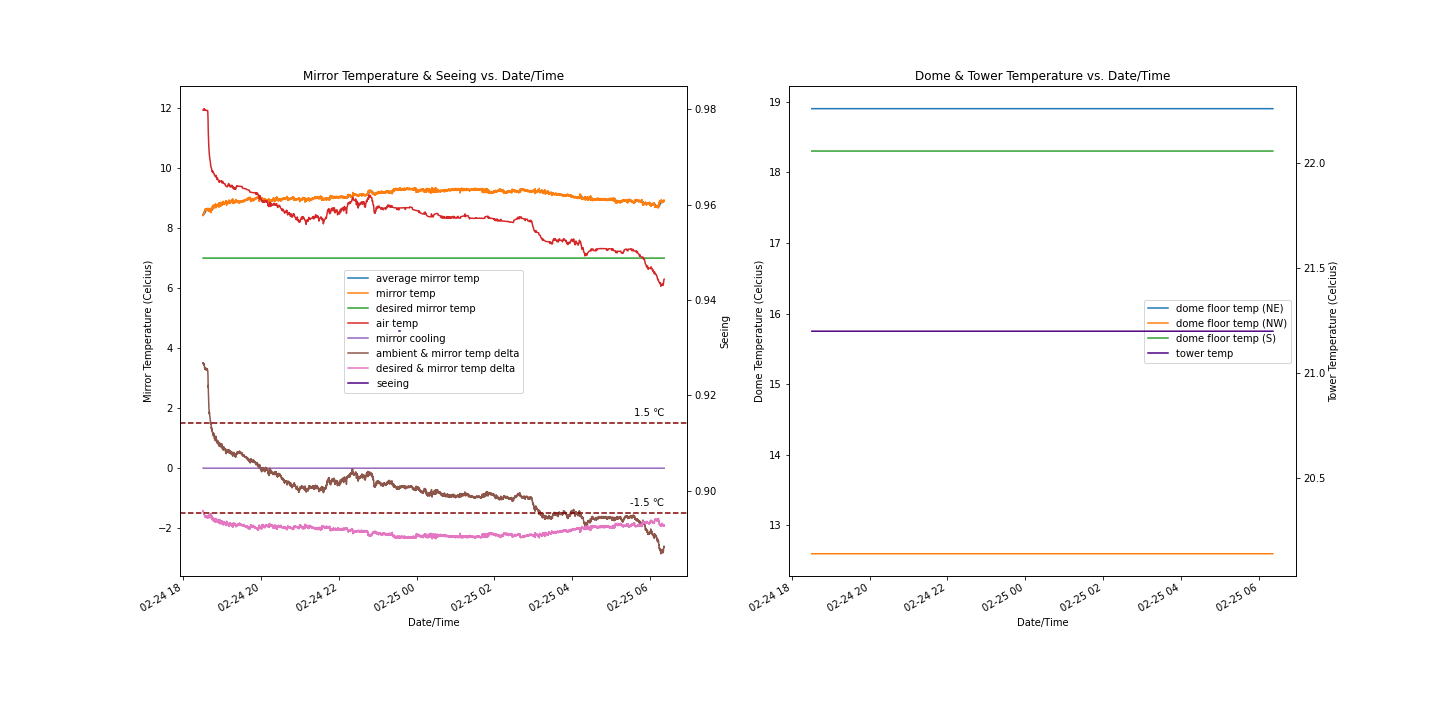 Mirror Temperature & Seeing vs. Date/Time
12
10
8
6
4
2
0
−2
Mirror Temperature (Celcius)
0.98
0.96
0.94
0.92
0.90
Seeing
average mirror temp
mirror temp
desired mirror temp
air temp
mirror cooling
ambient & mirror temp delta
desired & mirror temp delta
seeing
1.5 °C
-1.5 °C
02-24 18
02-24 20
02-24 22
02-25 00
02-25 02
02-25 04
02-25 06
Date/Time
Dome & Tower Temperature vs. Date/Time
19
18
17
16
15
14
13
Dome Temperature (Celcius)
22.0
21.5
21.0
20.5
Tower Temperature (Celcius)
dome floor temp (NE)
dome floor temp (NW)
dome floor temp (S)
tower temp
02-24 18
02-24 20
02-24 22
02-25 00
02-25 02
02-25 04
02-25 06
Date/Time